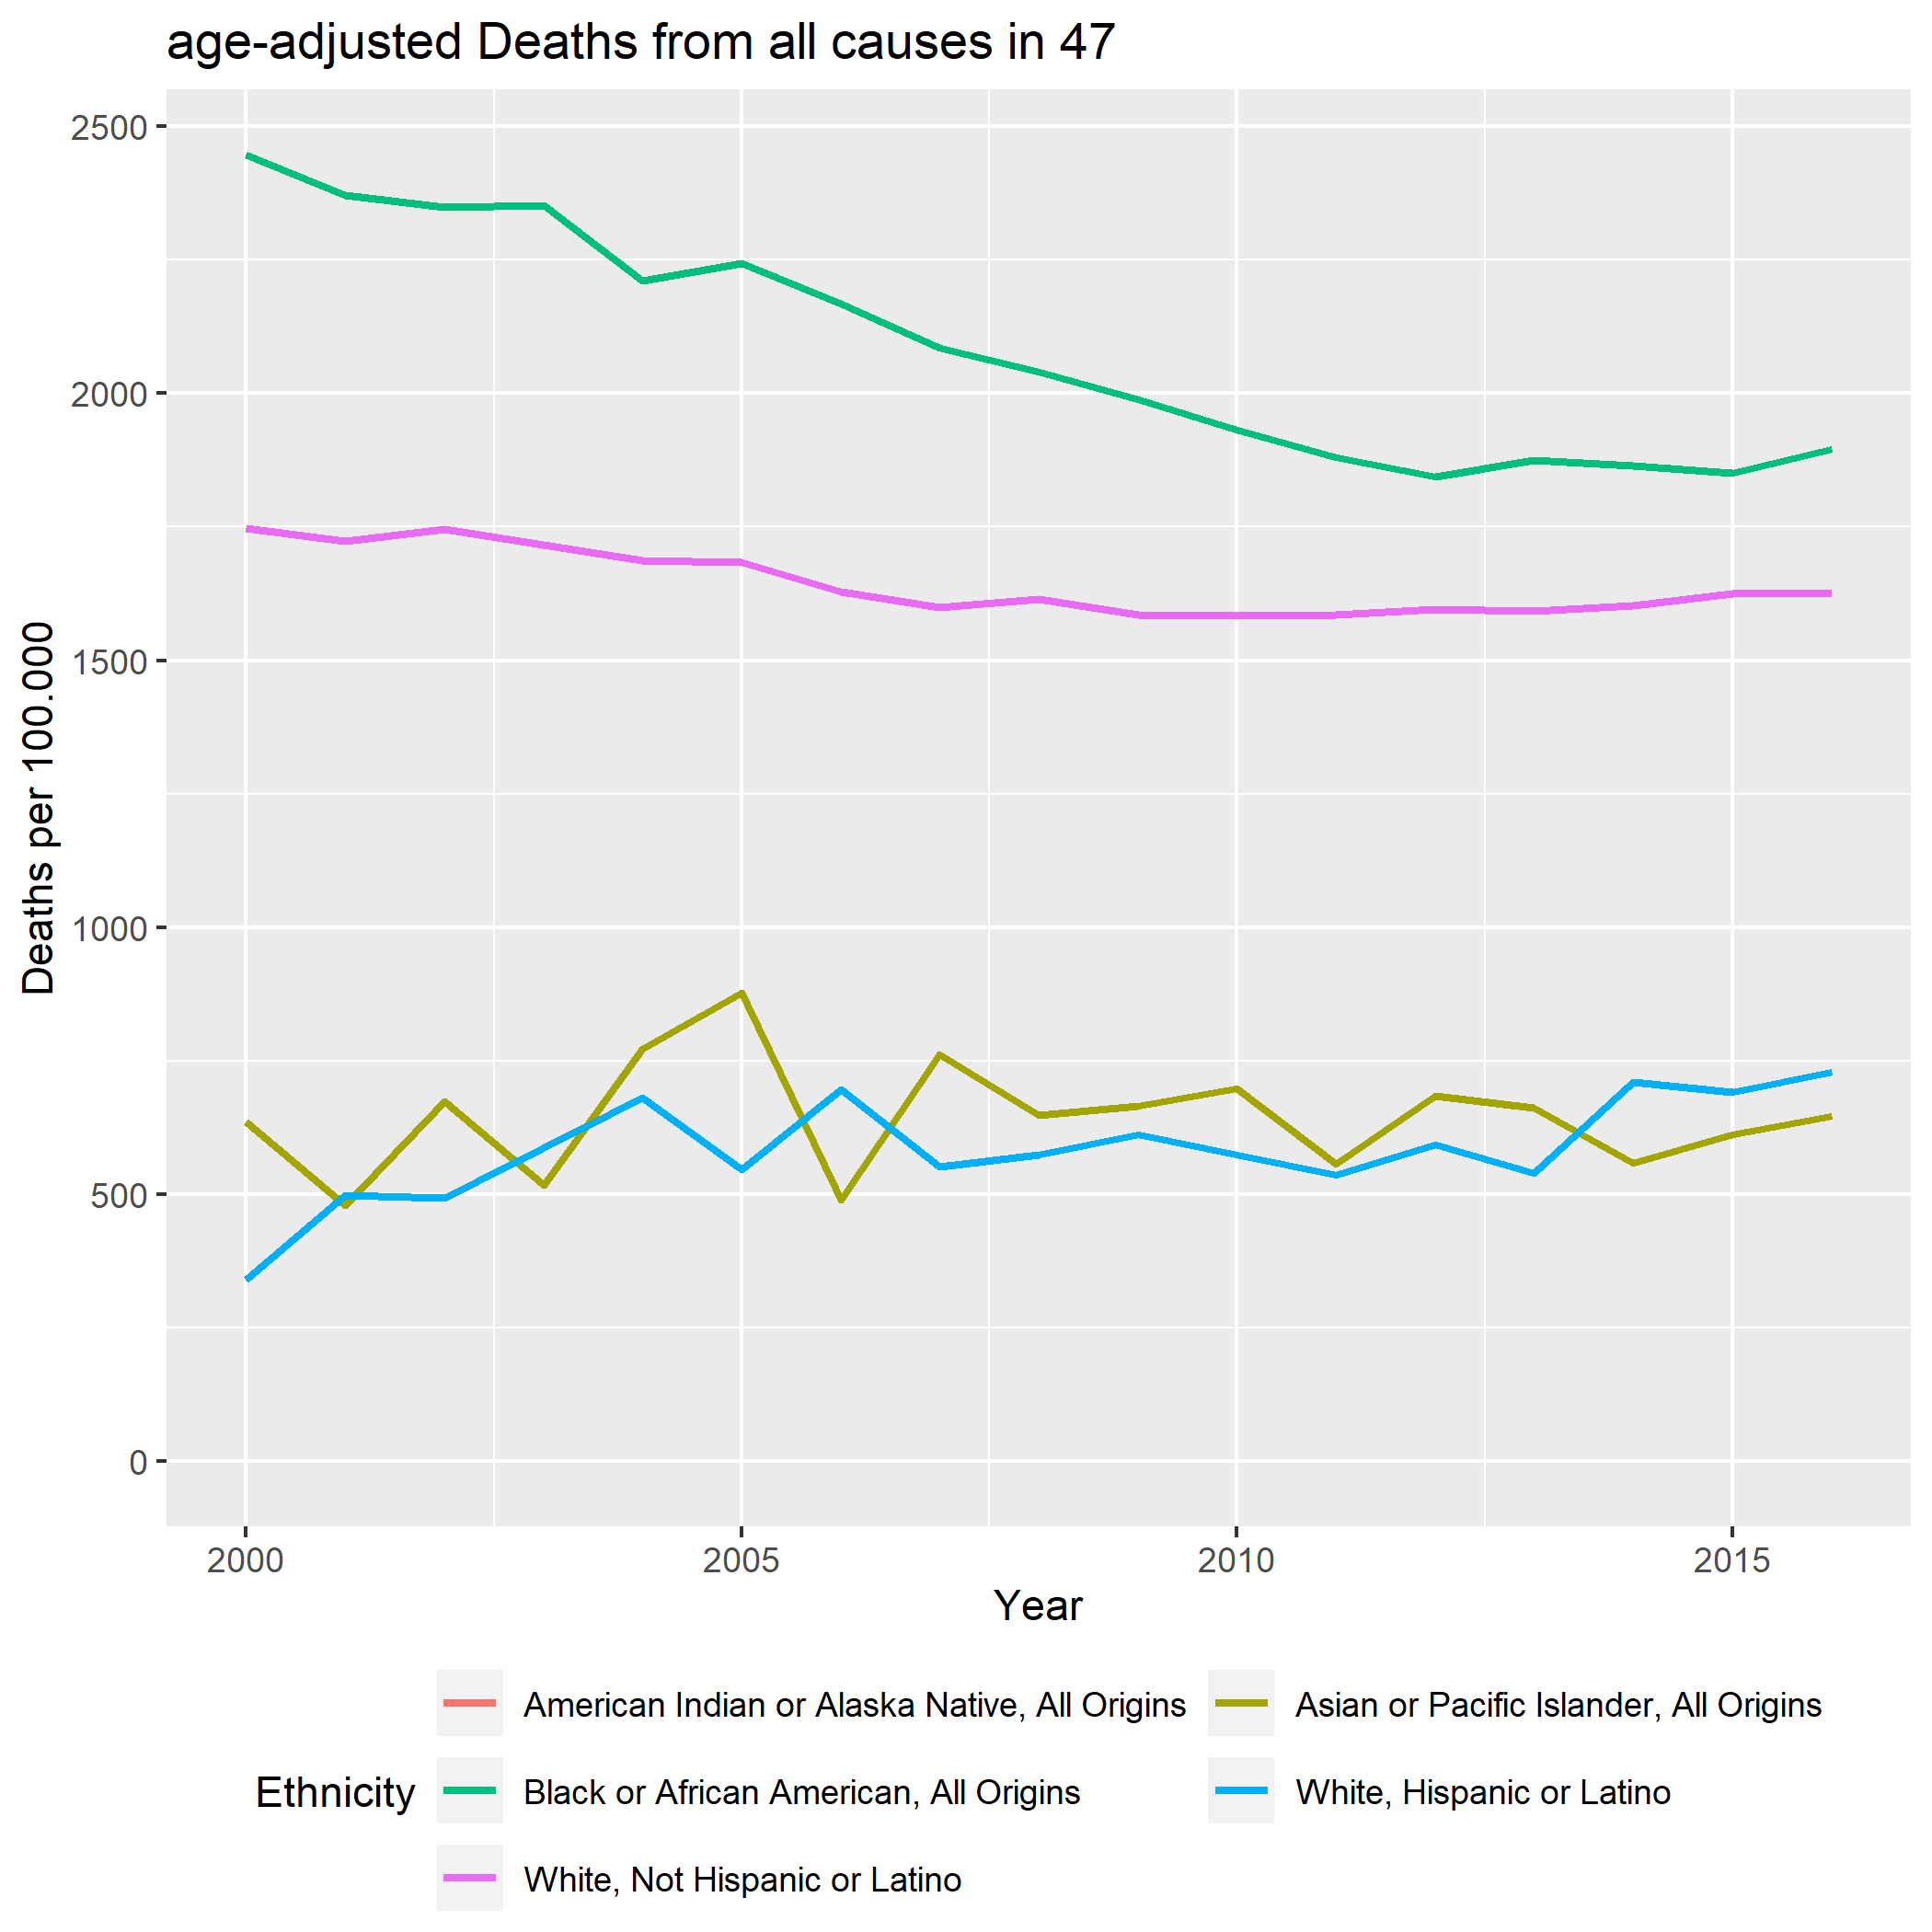 age-adjusted Deaths from all causes in 47
Deaths per 100.000
2500
2000
1500
1000
500
0
2000 2005 2010 2015
Year
Ethnicity
American Indian or Alaska Native, All Origins
Asian or Pacific Islander, All Origins
Black or African American, All Origins
White, Hispanic or Latino
White, Not Hispanic or Latino